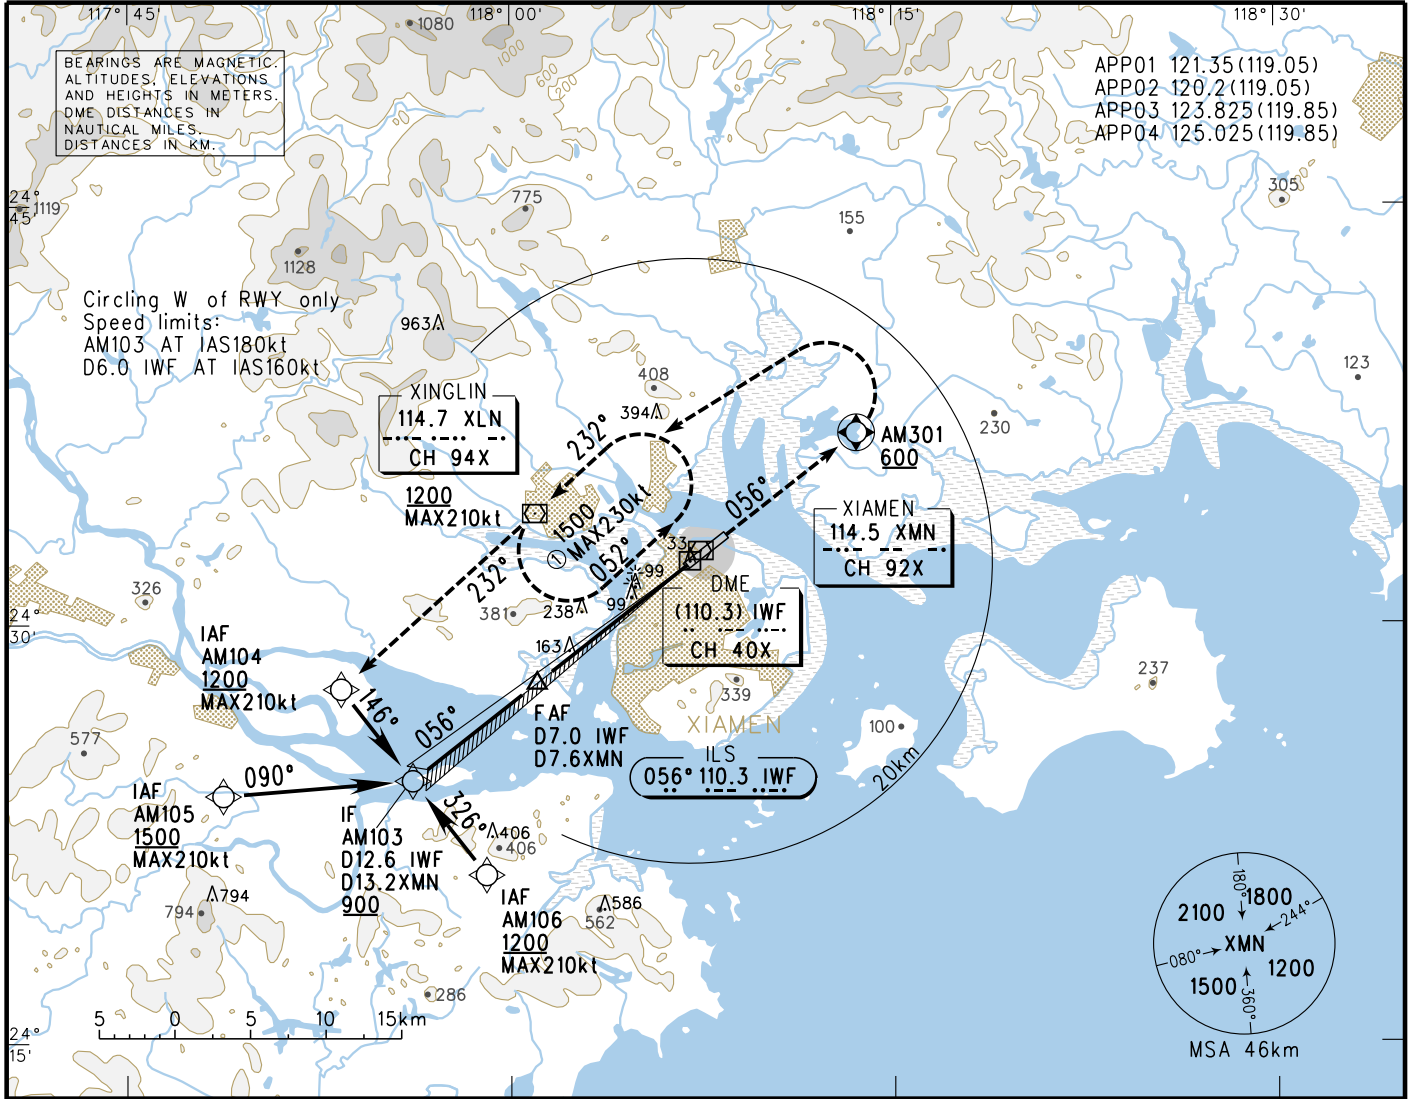 117° 45'
118° 00'
118° 15'
118° 30'
1080
1000
600
200
BEARINGS ARE MAGNETIC.
ALTITUDES, ELEVATIONS
AND HEIGHTS IN METERS.
DME DISTANCES IN
NAUTICAL MILES.
DISTANCES IN KM.
APP01 121.35(119.05)
APP02 120.2(119.05)
APP03 123.825(119.85)
APP04 125.025(119.85)
24°
45'
1119
775
305
155
1128
Circling W of RWY only
Speed limits:
AM103 AT IAS180kt
D6.0 IWF AT IAS160kt
963
408
394
123
230
XINGLIN
114.7 XLN
CH 94X
1200
MAX210kt
232°
AM301
600
056°
XIAMEN
114.5 XMN
CH 92X
1500
MAX230kt
①
052°
232°
33
99
99
238
381
163
326
DME
(110.3) IWF
CH 40X
24°
30'
IAF
AM104
1200
MAX210kt
146°
056°
FAF
D7.0 IWF
D7.6XMN
339
XIAMEN
ILS
056° 110.3 IWF
237
100
20km
577
090°
IAF
AM105
1500
MAX210kt
IF
AM103
D12.6 IWF
D13.2XMN
900
326°
406
406
IAF
AM106
1200
MAX210kt
794
794
586
562
286
180°
1800
2100
244°
XMN
080°
1200
1500
360°
MSA 46km
5 0 5 10 15km
24°
15'